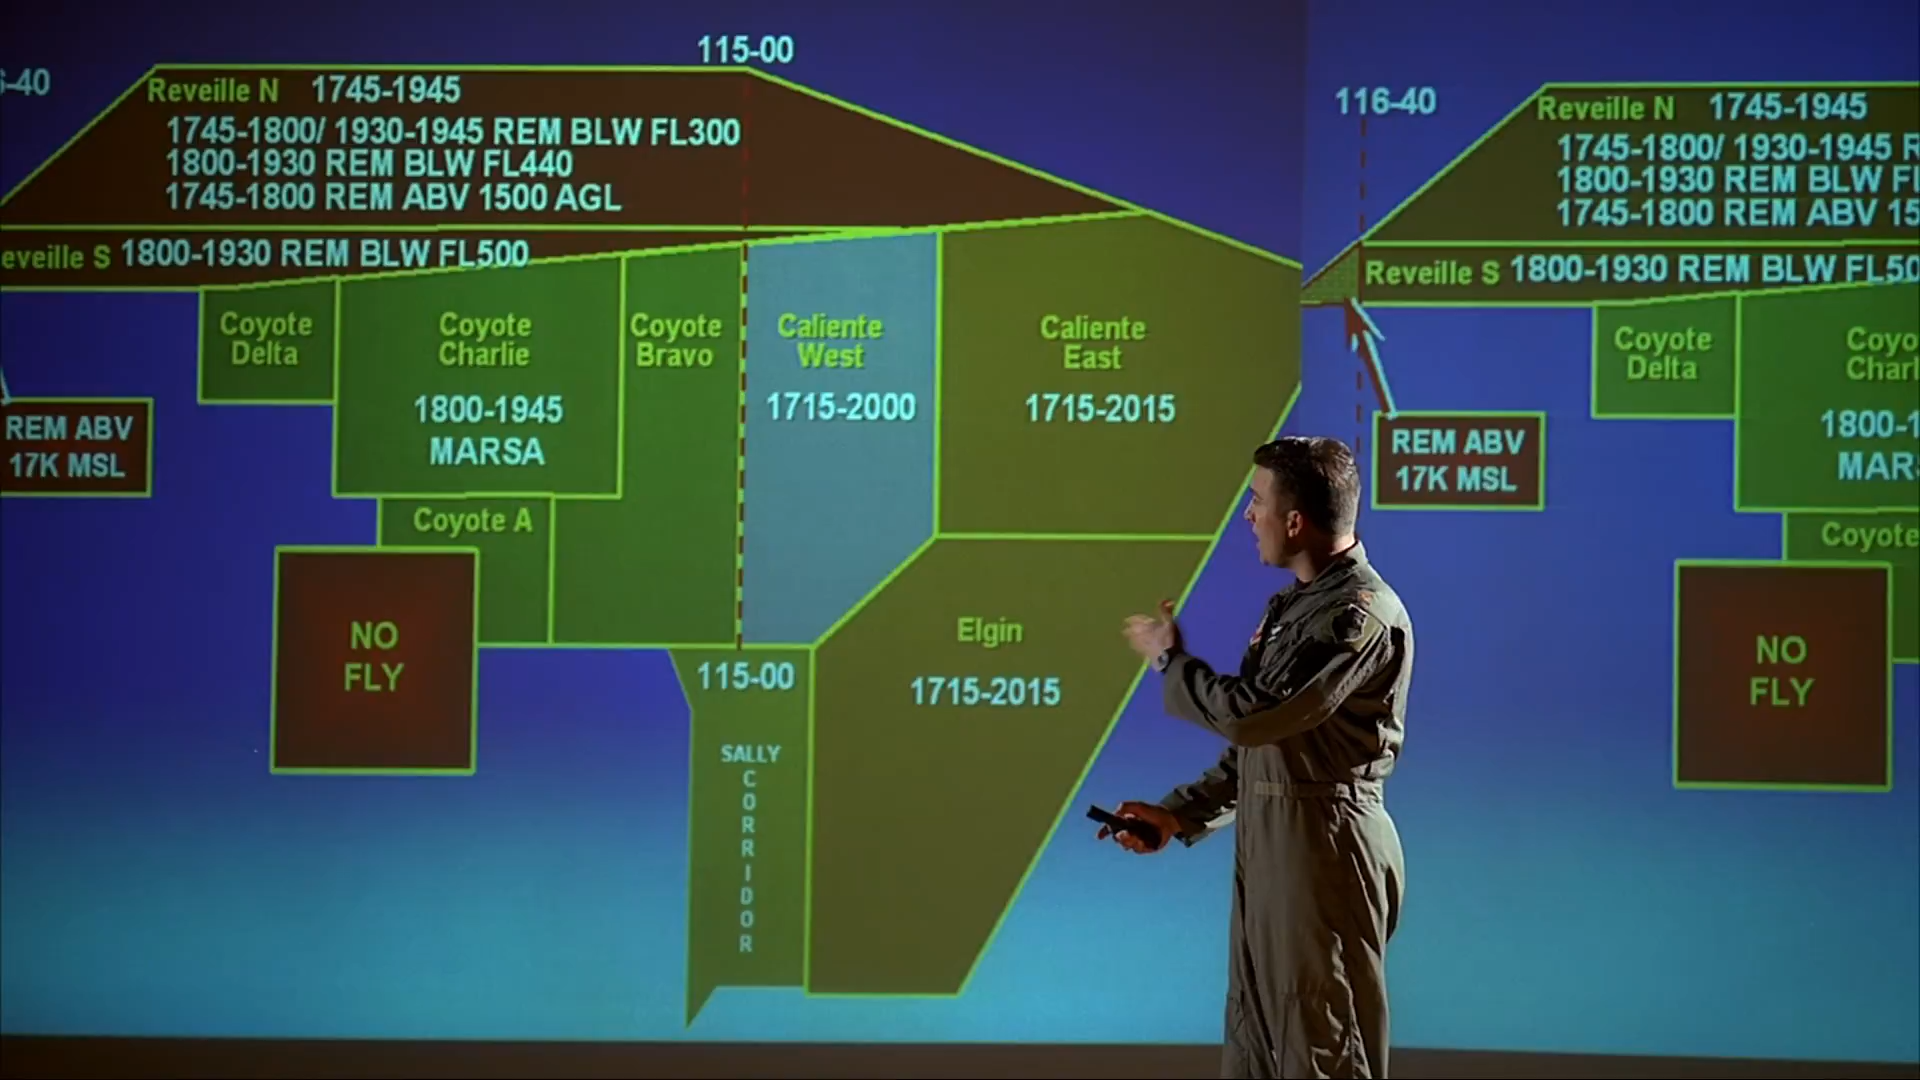 6-40
115-00
Reveille N 1745-1945
1745-1800/ 1930-1945 REM BLW FL300
1800-1930 REM BLW FL440
1745-1800 REM ABV 1500 AGL
eveille S 1800-1930 REM BLW FL500
Coyote
Delta
Coyote
Charlie
1800-1945
MARSA
Coyote
Bravo
Caliente
West
1715-2000
Caliente
East
1715-2015
REM ABV
17K MSL
Coyote A
NO
FLY
Elgin
1715-2015
115-00
SALLY
C
O
R
R
I
D
O
R
116-40
Reveille N 1745-1945
1745-1800/ 1930-1945 R
1800-1930 REM BLW FL
1745-1800 REM ABV 15
Reveille S 1800-1930 REM BLW FL50
Coyote
Delta
Coyo
Charl
1800-1
MARS
REM ABV
17K MSL
Coyote
NO
FLY